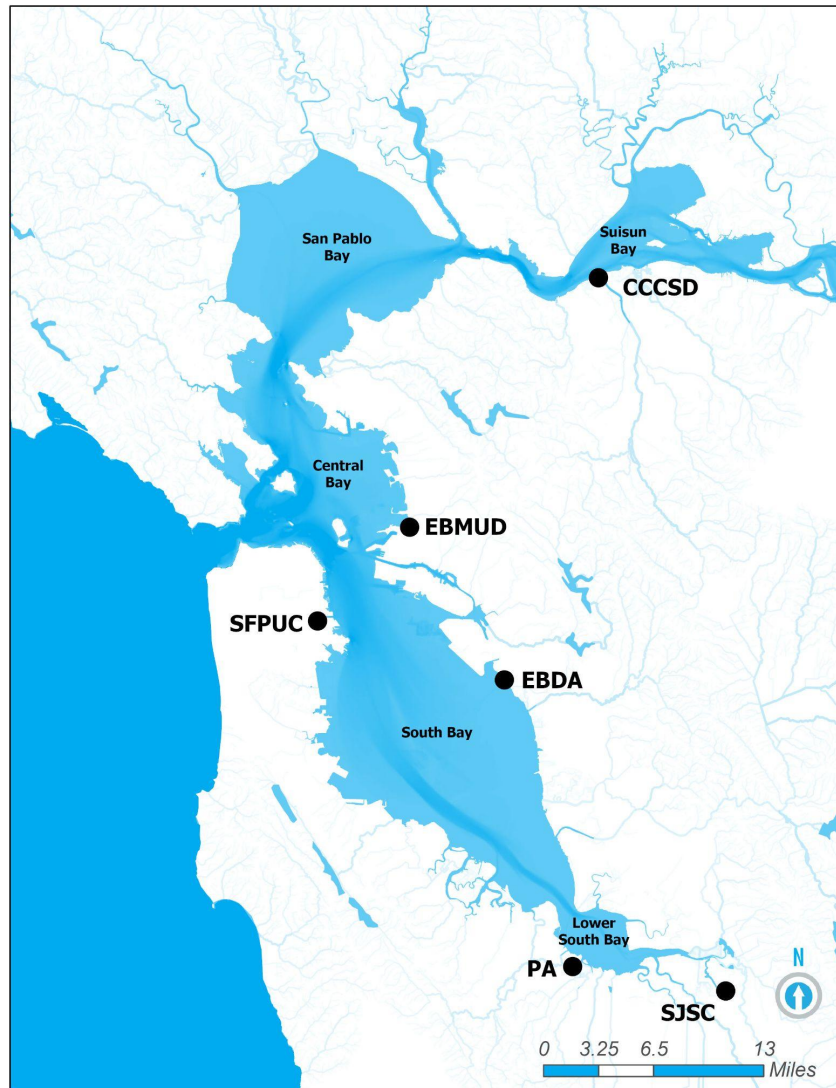 San Pablo
Bay
Suisun
Bay
CCCSD
Central
Bay
EBMUD
SFPUC
EBDA
South Bay
Lower
South Bay
PA
SJSC
N
0 3.25 6.5 13
Miles